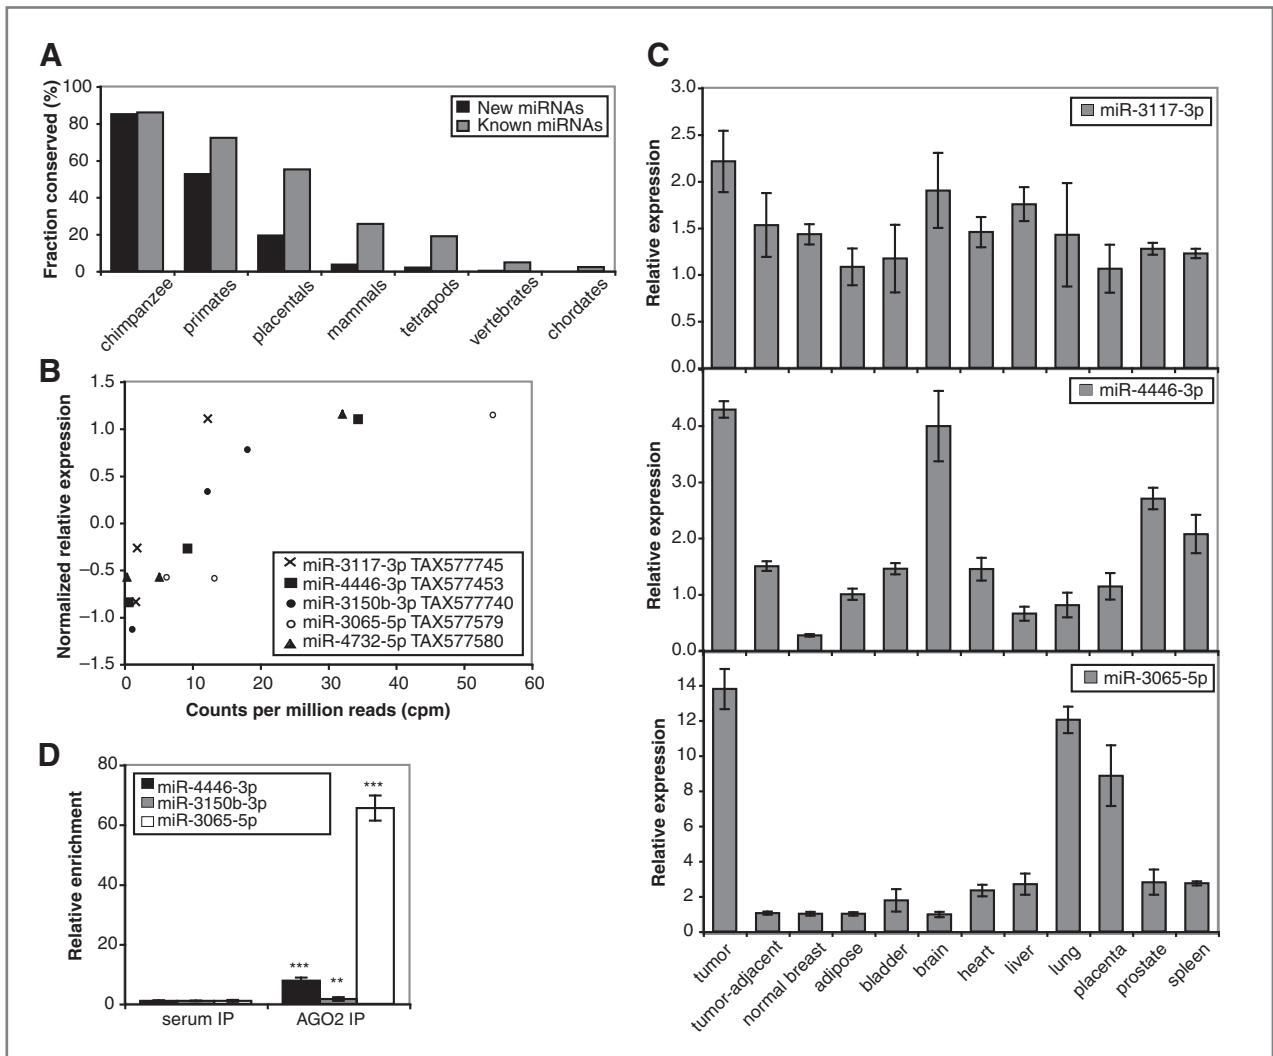 A
Fraction conserved (%)
100
80
60
40
20
0
New miRNAs
Known miRNAs
chimpanzee
primates
placentals
mammals
tetrapods
vertebrates
chordates
B
Normalized relative expression
1.5
1.0
0.5
0.0
−0.5
−1.0
−1.5
miR-3117-3p TAX577745
miR-4446-3p TAX577453
miR-3150b-3p TAX577740
miR-3065-5p TAX577579
miR-4732-5p TAX577580
0 10 20 30 40 50 60
Counts per million reads (cpm)
D
Relative enrichment
80
60
40
20
0
miR-4446-3p
miR-3150b-3p
miR-3065-5p
***
**
***
serum IP AGO2 IP
C
Relative expression
3.0
2.5
2.0
1.5
1.0
0.5
0.0
miR-3117-3p
Relative expression
4.0
3.0
2.0
1.0
0.0
miR-4446-3p
Relative expression
14
12
10
8
6
4
2
0
miR-3065-5p
tumor
tumor-adjacent
normal breast
adipose
bladder
brain
heart
liver
lung
placenta
prostate
spleen